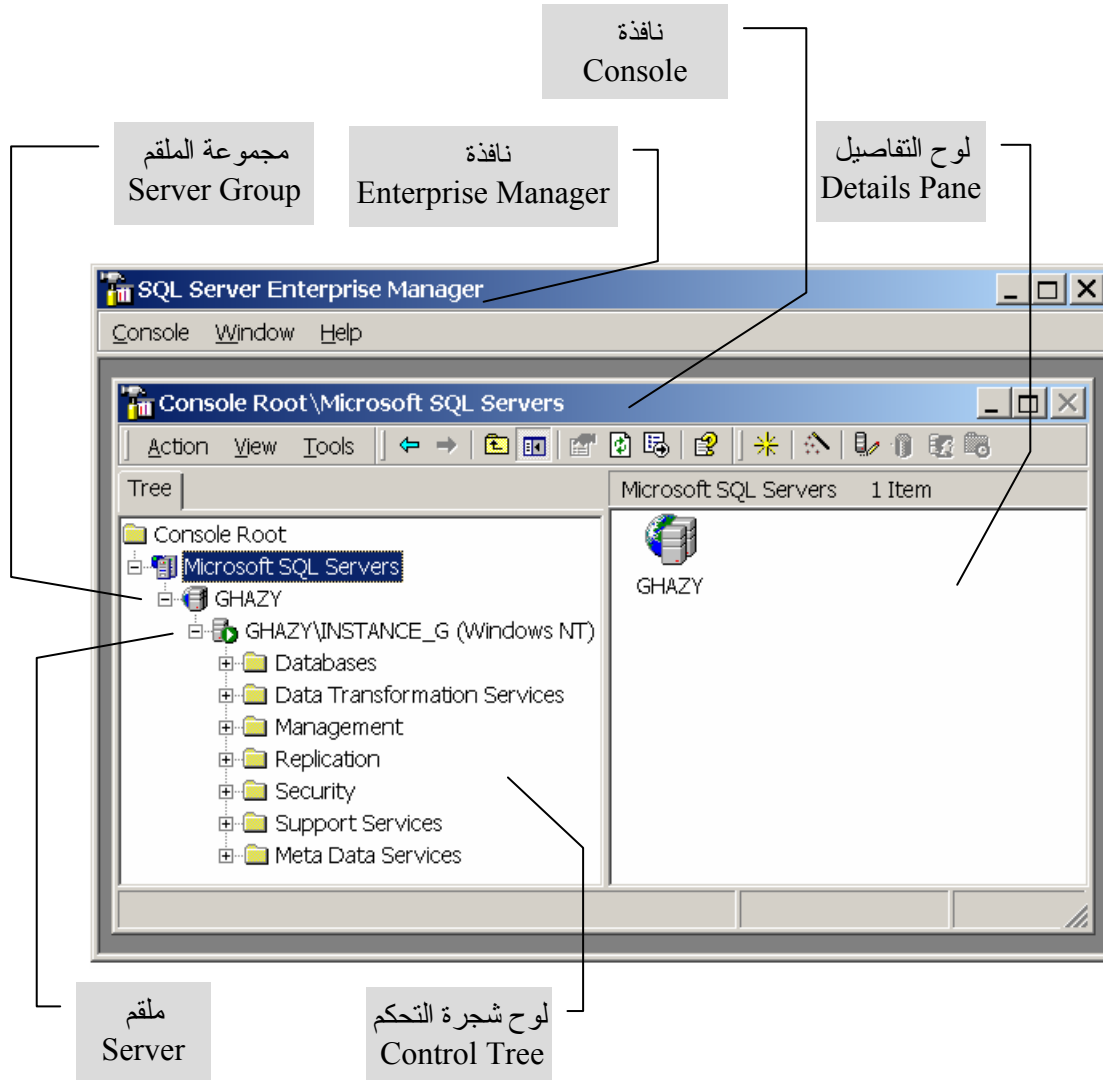 نافذة
Console
مجموعة الملقم
Server Group
نافذة
Enterprise Manager
لوح التفاصيل
Details Pane
SQL Server Enterprise Manager
Console Window Help
Console Root\Microsoft SQL Servers
Action View Tools
Tree
Microsoft SQL Servers 1 Item
Console Root
Microsoft SQL Servers
GHAZY
GHAZY\INSTANCE_G (Windows NT)
Databases
Data Transformation Services
Management
Replication
Security
Support Services
Meta Data Services
GHAZY
ملقم
Server
لوح شجرة التحكم
Control Tree